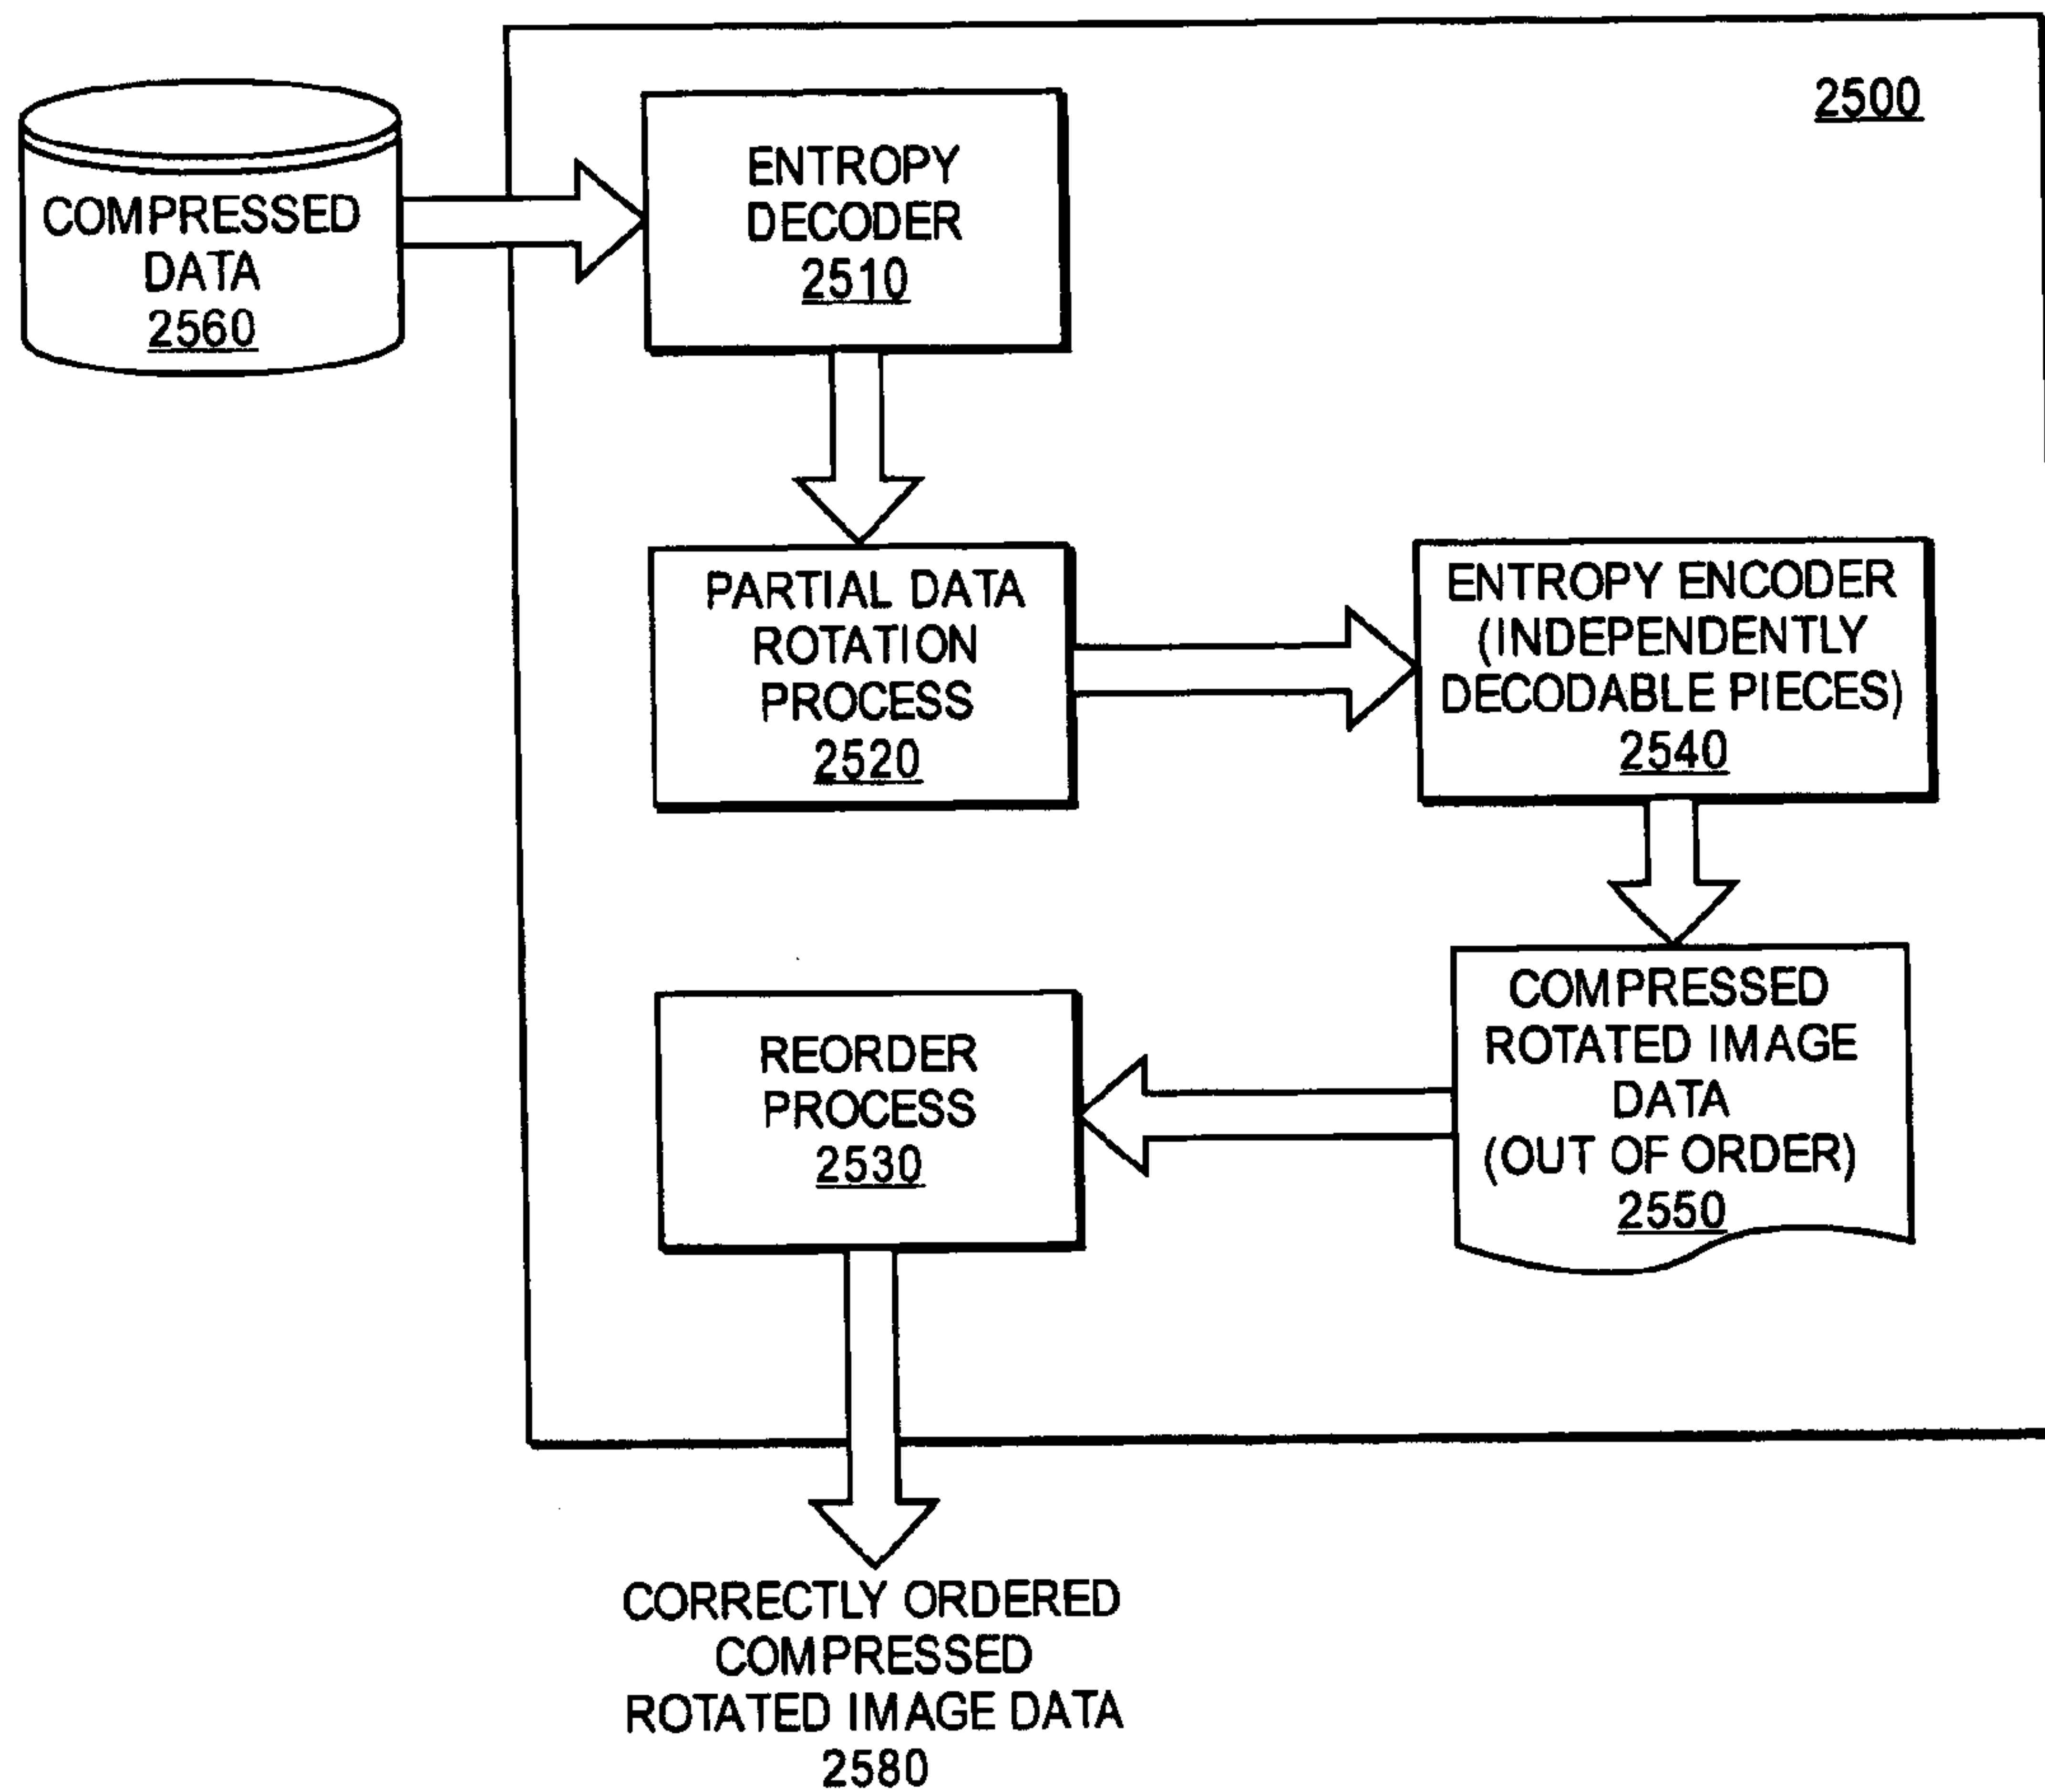 2500
COMPRESSED
DATA
2560
ENTROPY
DECODER
2510
PARTIAL DATA
ROTATION
PROCESS
2520
ENTROPY ENCODER
(INDEPENDENTLY
DECODABLE PIECES)
2540
COMPRESSED
ROTATED IMAGE
DATA
(OUT OF ORDER)
2550
REORDER
PROCESS
2530
CORRECTLY ORDERED
COMPRESSED
ROTATED IMAGE DATA
2580